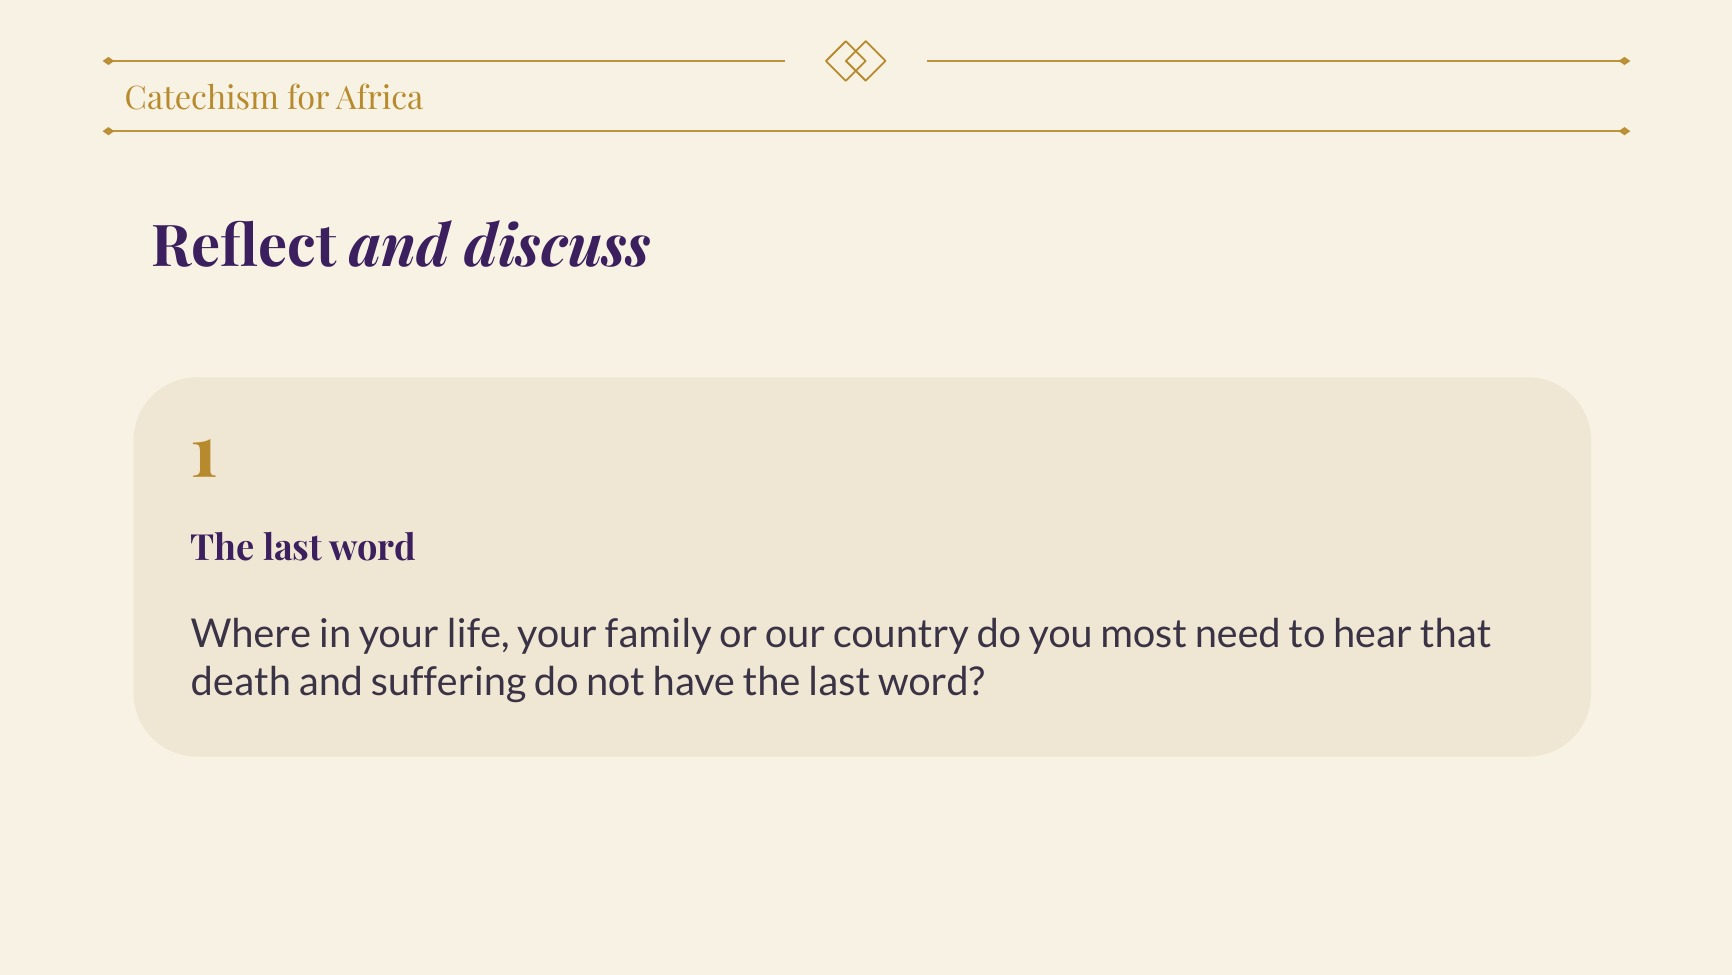 Catechism for Africa
Reflect and discuss
1
The last word
Where in your life, your family or our country do you most need to hear that
death and suffering do not have the last word?